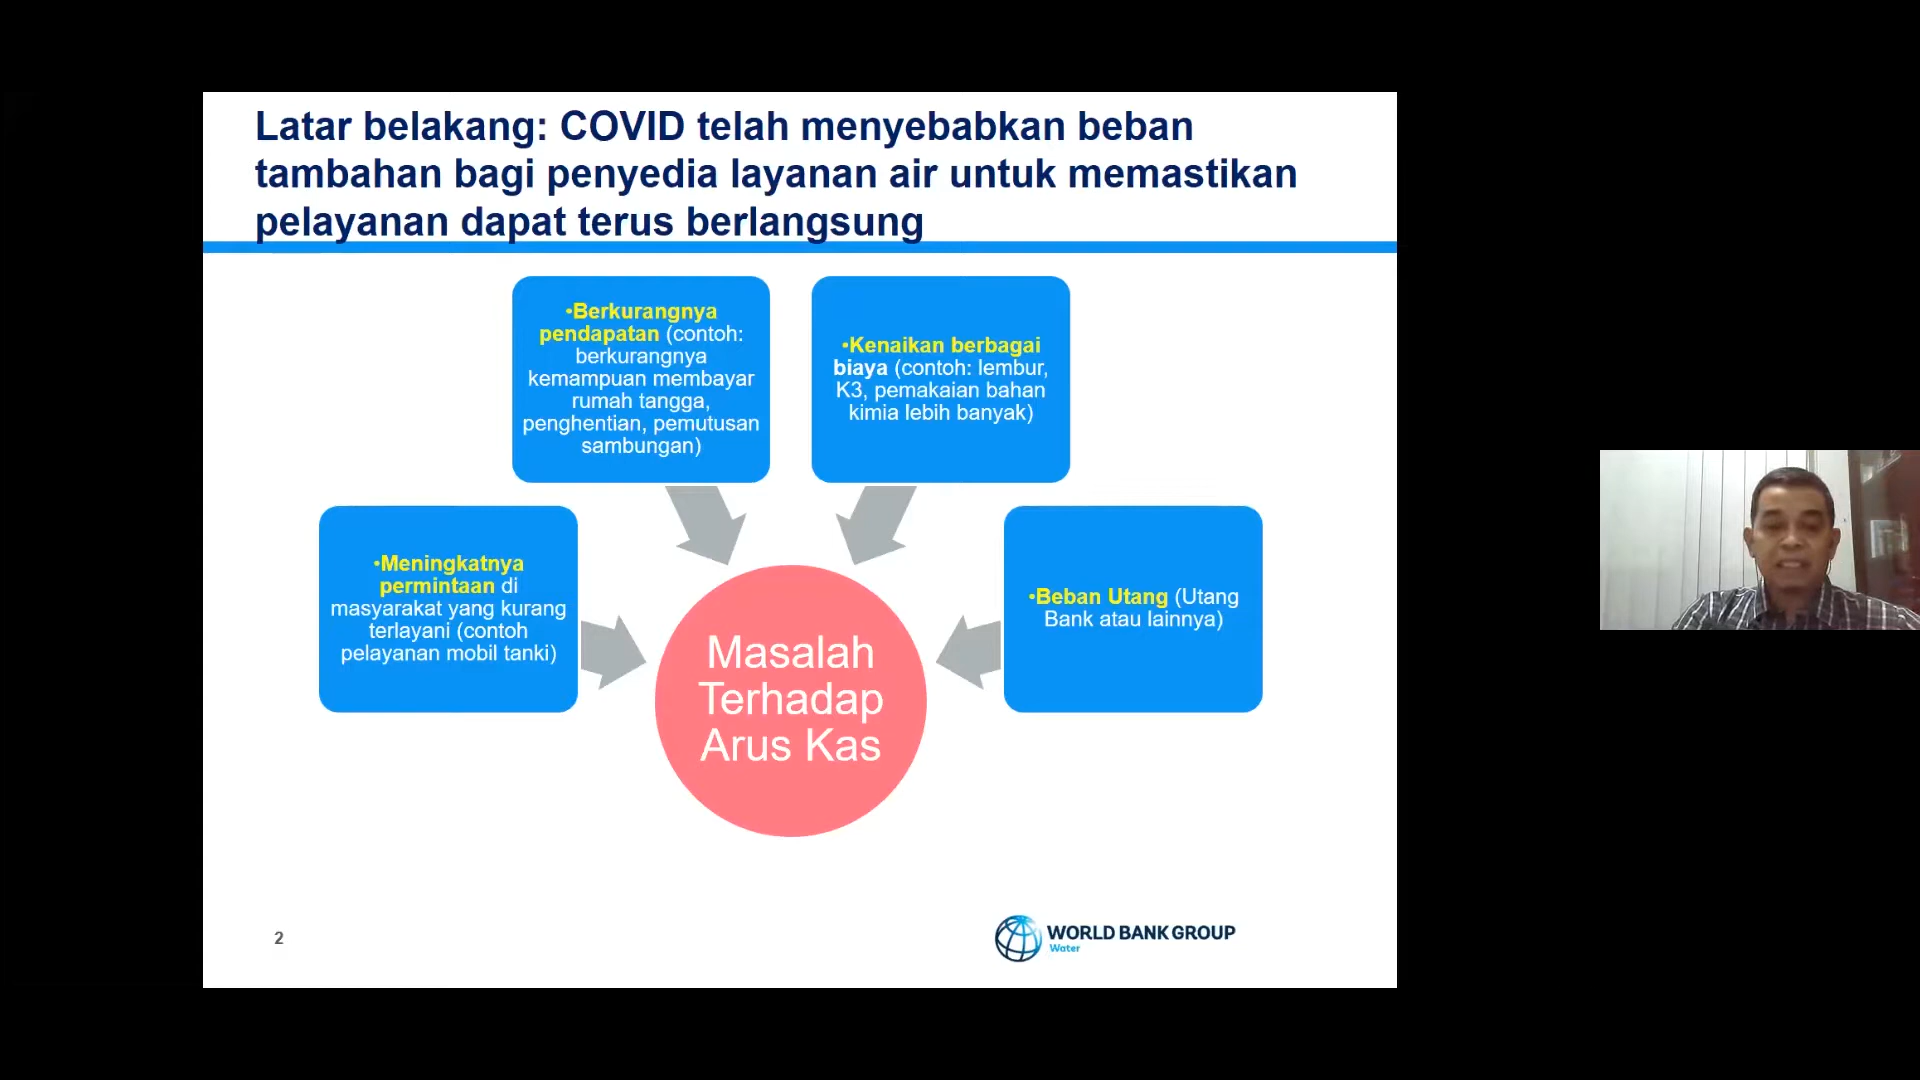 Latar belakang: COVID telah menyebabkan beban
tambahan bagi penyedia layanan air untuk memastikan
pelayanan dapat terus berlangsung
•Berkurangnya
pendapatan (contoh:
berkurangnya
kemampuan membayar
rumah tangga,
penghentian, pemutusan
sambungan)
•Kenaikan berbagai
biaya (contoh: lembur,
K3, pemakaian bahan
kimia lebih banyak)
•Meningkatnya
permintaan di
masyarakat yang kurang
terlayani (contoh
pelayanan mobil tanki)
•Beban Utang (Utang
Bank atau lainnya)
Masalah
Terhadap
Arus Kas
2
WORLD BANK GROUP
Water